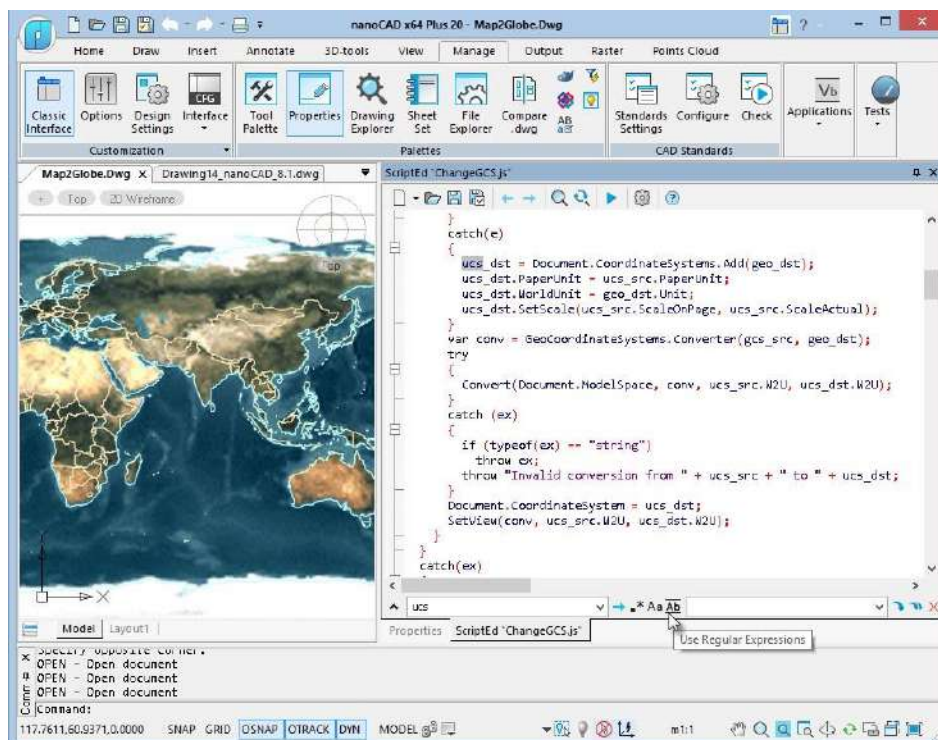 nanoCAD x64 Plus 20 - Map2Globe.Dwg
Home Draw Insert Annotate 3D-tools View Manage Output Raster Points Cloud
Classic Interface
Options
Design Settings
CFG
Interface
Tool Palette
Properties
Drawing Explorer
Sheet Set
File Explorer
Compare .dwg
AB
Standards Settings
Configure
Check
Vb
Applications
Tests
Customization Palettes CAD Standards
Map2Globe.Dwg X Drawing14_nanoCAD_8.1.dwg
ScriptEd "ChangeGCS.js"
+ Top 2D Wireframe
Top
}
catch(e)
{
ucs_dst = Document.CoordinateSystems.Add(geo_dst);
ucs_dst.PaperUnit = ucs_src.PaperUnit;
ucs_dst.WorldUnit = geo_dst.Unit;
ucs_dst.SetScale(ucs_src.ScaleOnPage, ucs_src.ScaleActual);
}
var conv = GeoCoordinateSystems.Converter(gcs_src, geo_dst);
try
{
Convert(Document.ModelSpace, conv, ucs_src.W2U, ucs_dst.W2U);
}
catch (ex)
{
if (typeof(ex) == "string")
throw ex;
throw "Invalid conversion from " + ucs_src + " to " + ucs_dst;
}
Document.CoordinateSystem = ucs_dst;
SetView(conv, ucs_src.W2U, ucs_dst.W2U);
}
}
catch(ex)
X
ucs
.* Aa Ab
Use Regular Expressions
Model Layout1
Properties ScriptEd "ChangeGCS.js"
Specify opposite corner:
OPEN - Open document
OPEN - Open document
OPEN - Open document
Command:
117.7611,60.9371,0.0000 SNAP GRID OSNAP OTRACK DYN MODEL m1:1